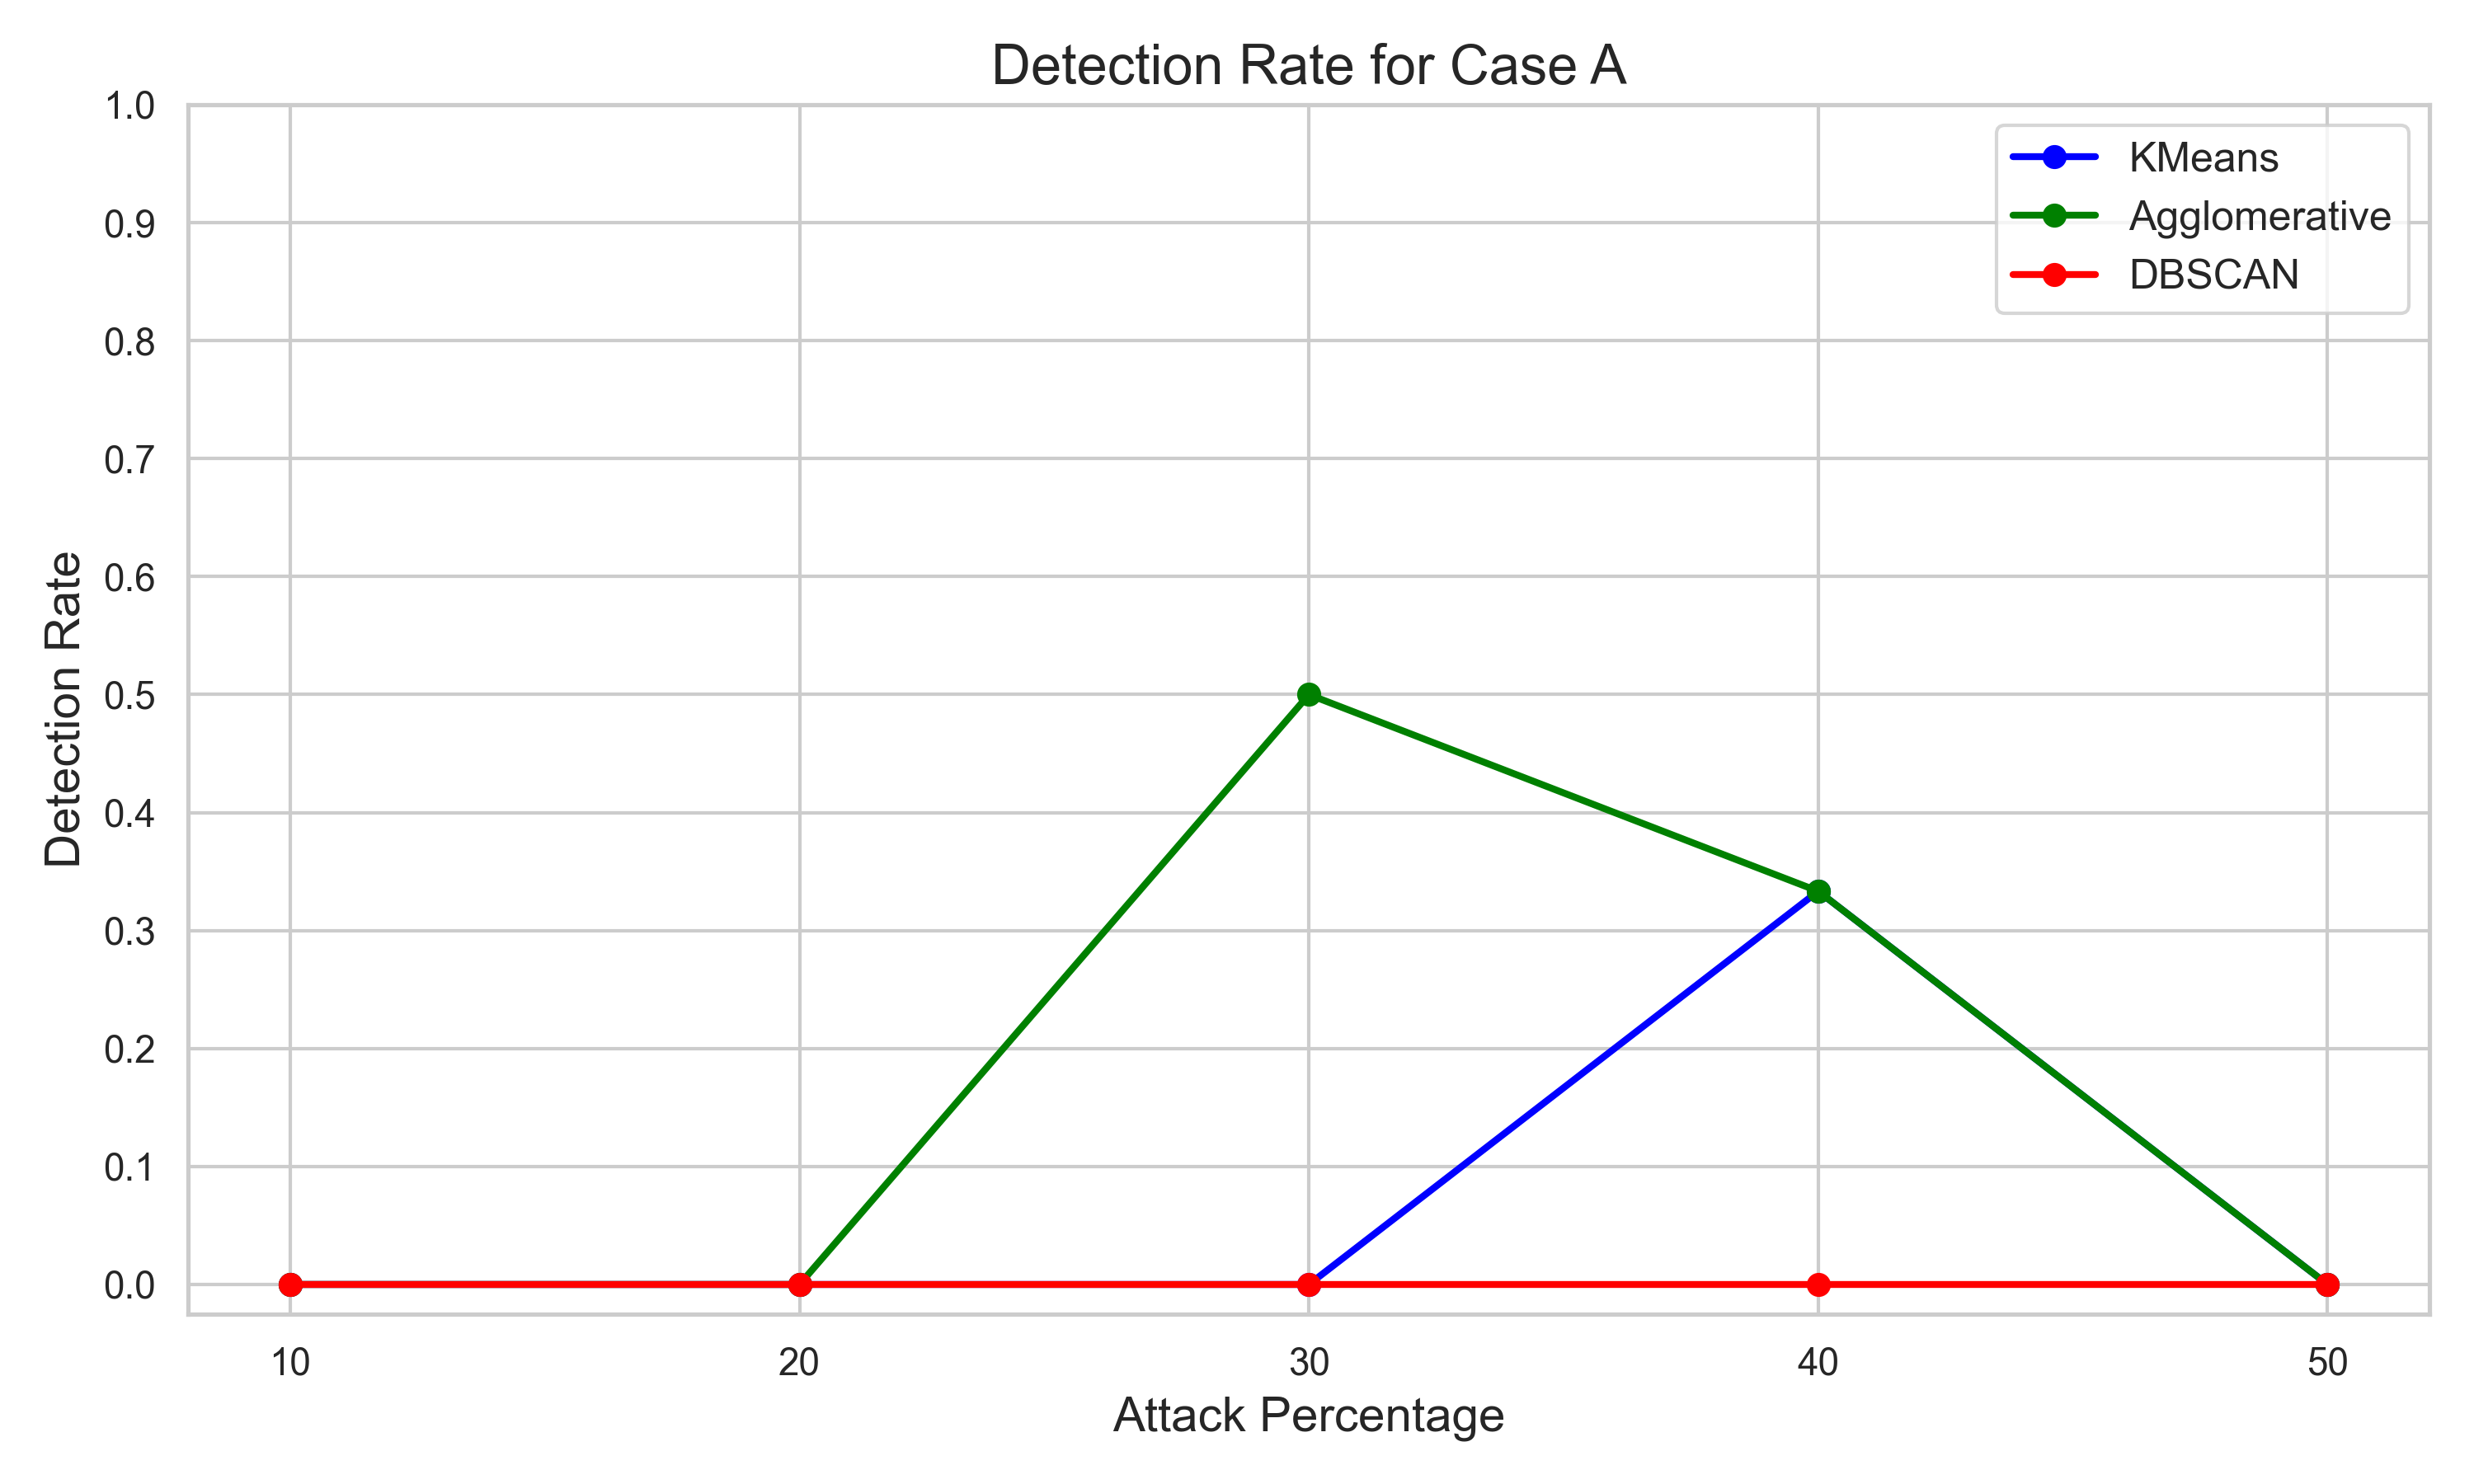 Detection Rate for Case A
1.0
0.9
0.8
0.7
0.6
0.5
0.4
0.3
0.2
0.1
0.0
Detection Rate
KMeans
Agglomerative
DBSCAN
10 20 30 40 50
Attack Percentage